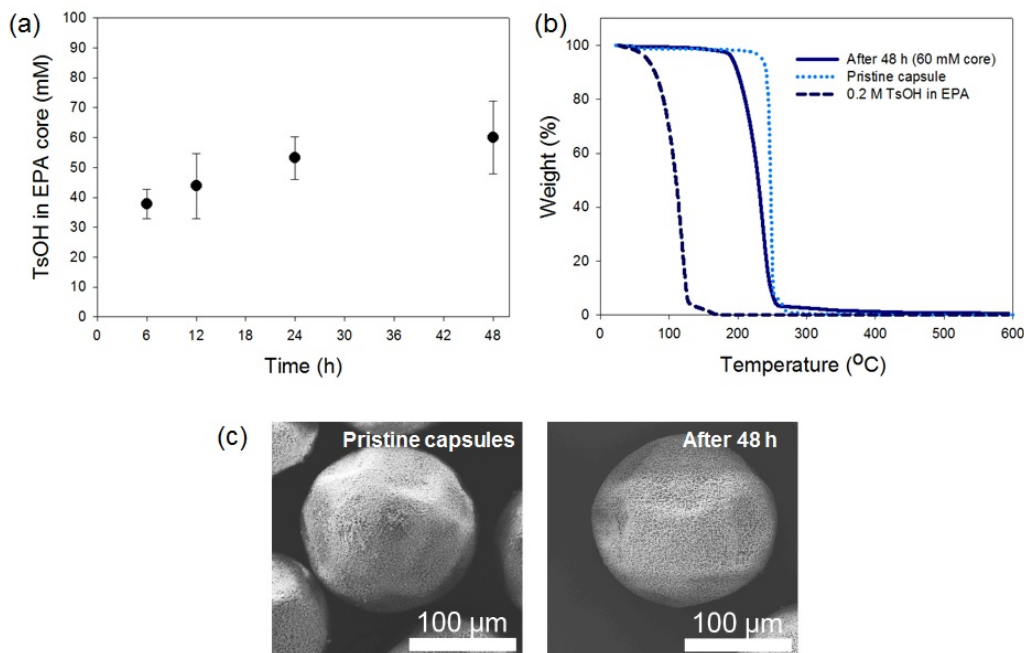 (a)
TsOH in EPA core (mM)
100
90
80
70
60
50
40
30
20
10
0
0 6 12 18 24 30 36 42 48
Time (h)
(b)
Weight (%)
100
80
60
40
20
0
After 48 h (60 mM core)
Pristine capsule
0.2 M TsOH in EPA
0 100 200 300 400 500 600
Temperature (ºC)
(c)
Pristine capsules
100 µm
After 48 h
100 µm